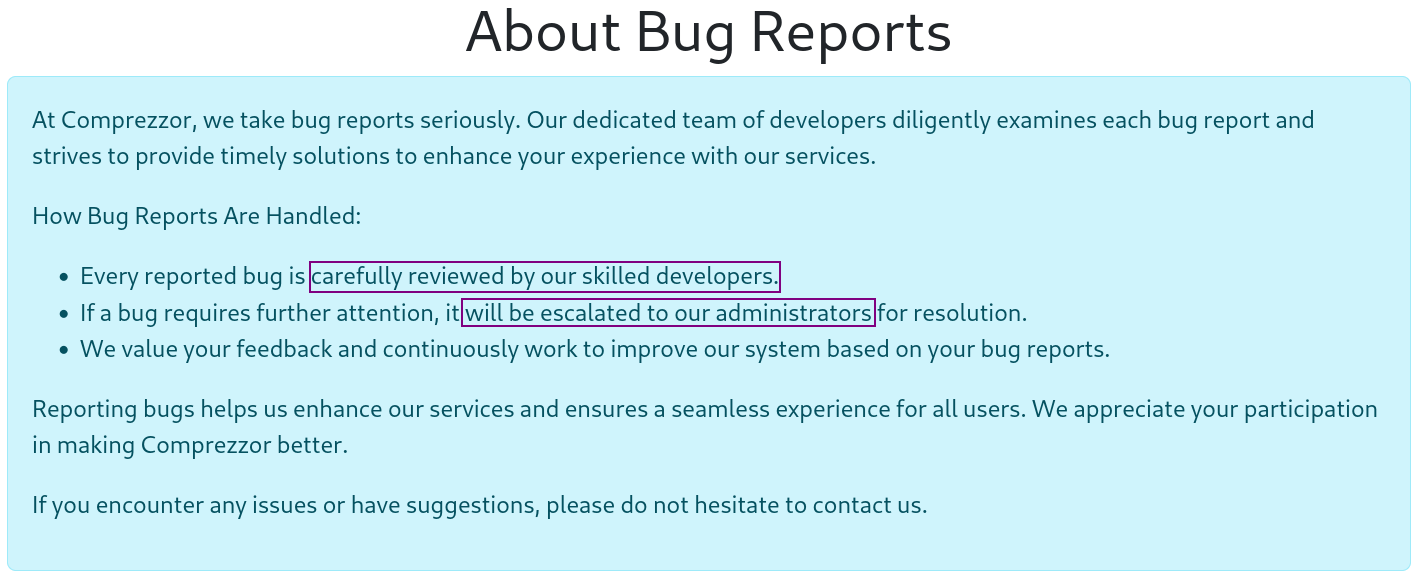 About Bug Reports
At Comprezzor, we take bug reports seriously. Our dedicated team of developers diligently examines each bug report and
strives to provide timely solutions to enhance your experience with our services.
How Bug Reports Are Handled:
• Every reported bug is carefully reviewed by our skilled developers.
• If a bug requires further attention, it will be escalated to our administrators for resolution.
• We value your feedback and continuously work to improve our system based on your bug reports.
Reporting bugs helps us enhance our services and ensures a seamless experience for all users. We appreciate your participation
in making Comprezzor better.
If you encounter any issues or have suggestions, please do not hesitate to contact us.